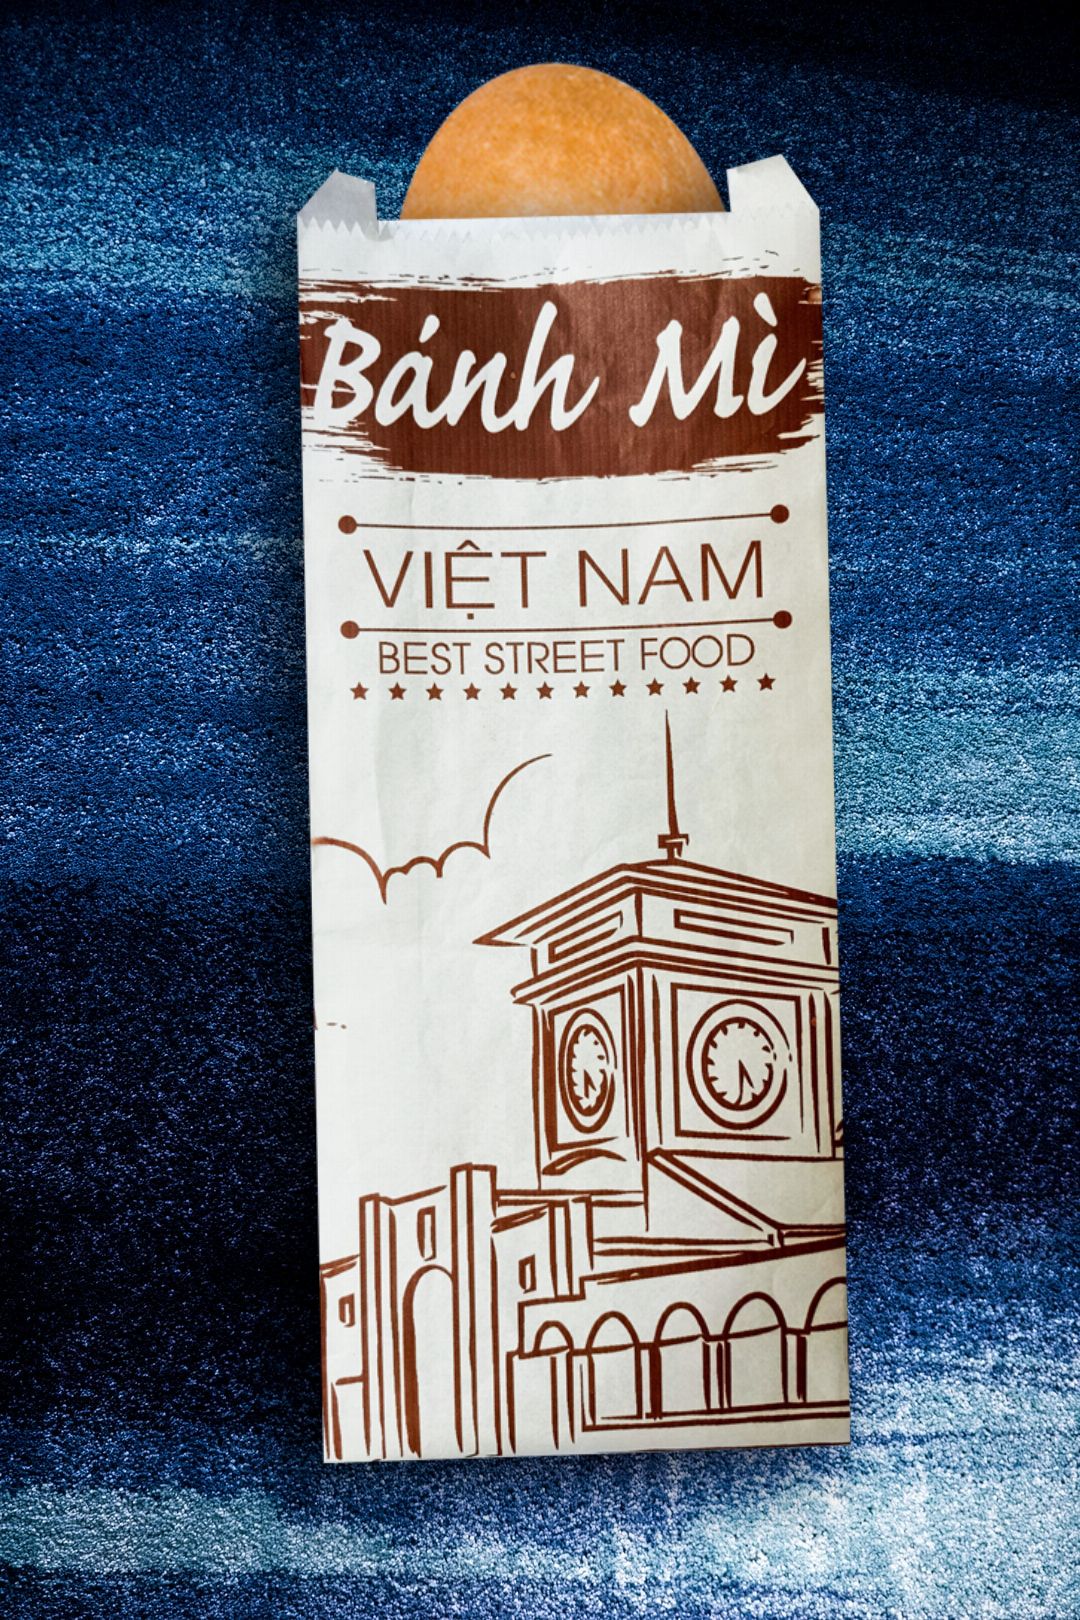 Bánh Mì
VIỆT NAM
BEST STREET FOOD